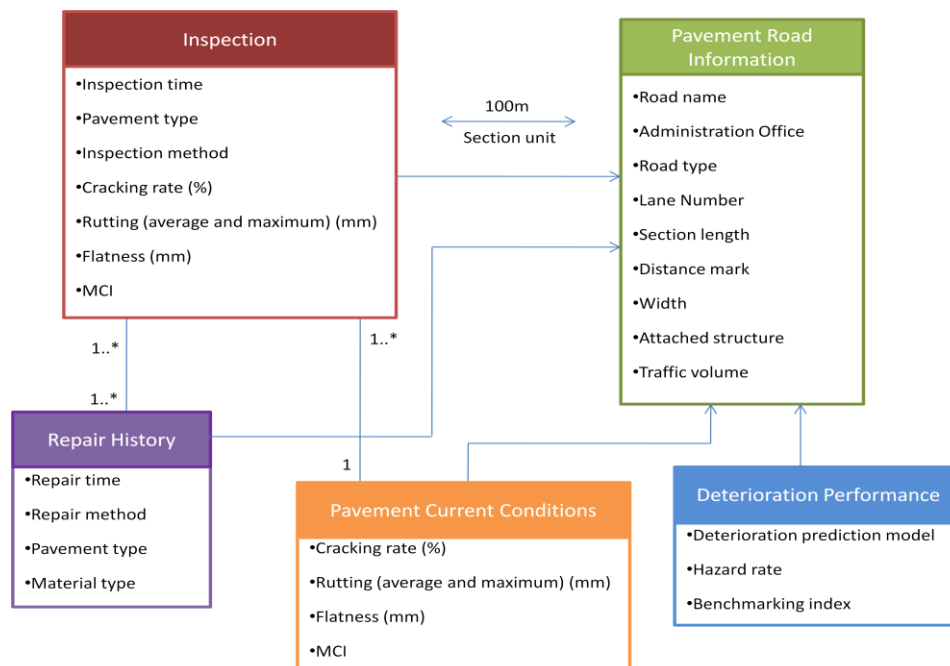 Inspection
•Inspection time
•Pavement type
•Inspection method
•Cracking rate (%)
•Rutting (average and maximum) (mm)
•Flatness (mm)
•MCI
100m
Section unit
Pavement Road
Information
•Road name
•Administration Office
•Road type
•Lane Number
•Section length
•Distance mark
•Width
•Attached structure
•Traffic volume
1..*
1..*
1..*
1
Repair History
•Repair time
•Repair method
•Pavement type
•Material type
Pavement Current Conditions
•Cracking rate (%)
•Rutting (average and maximum) (mm)
•Flatness (mm)
•MCI
Deterioration Performance
•Deterioration prediction model
•Hazard rate
•Benchmarking index